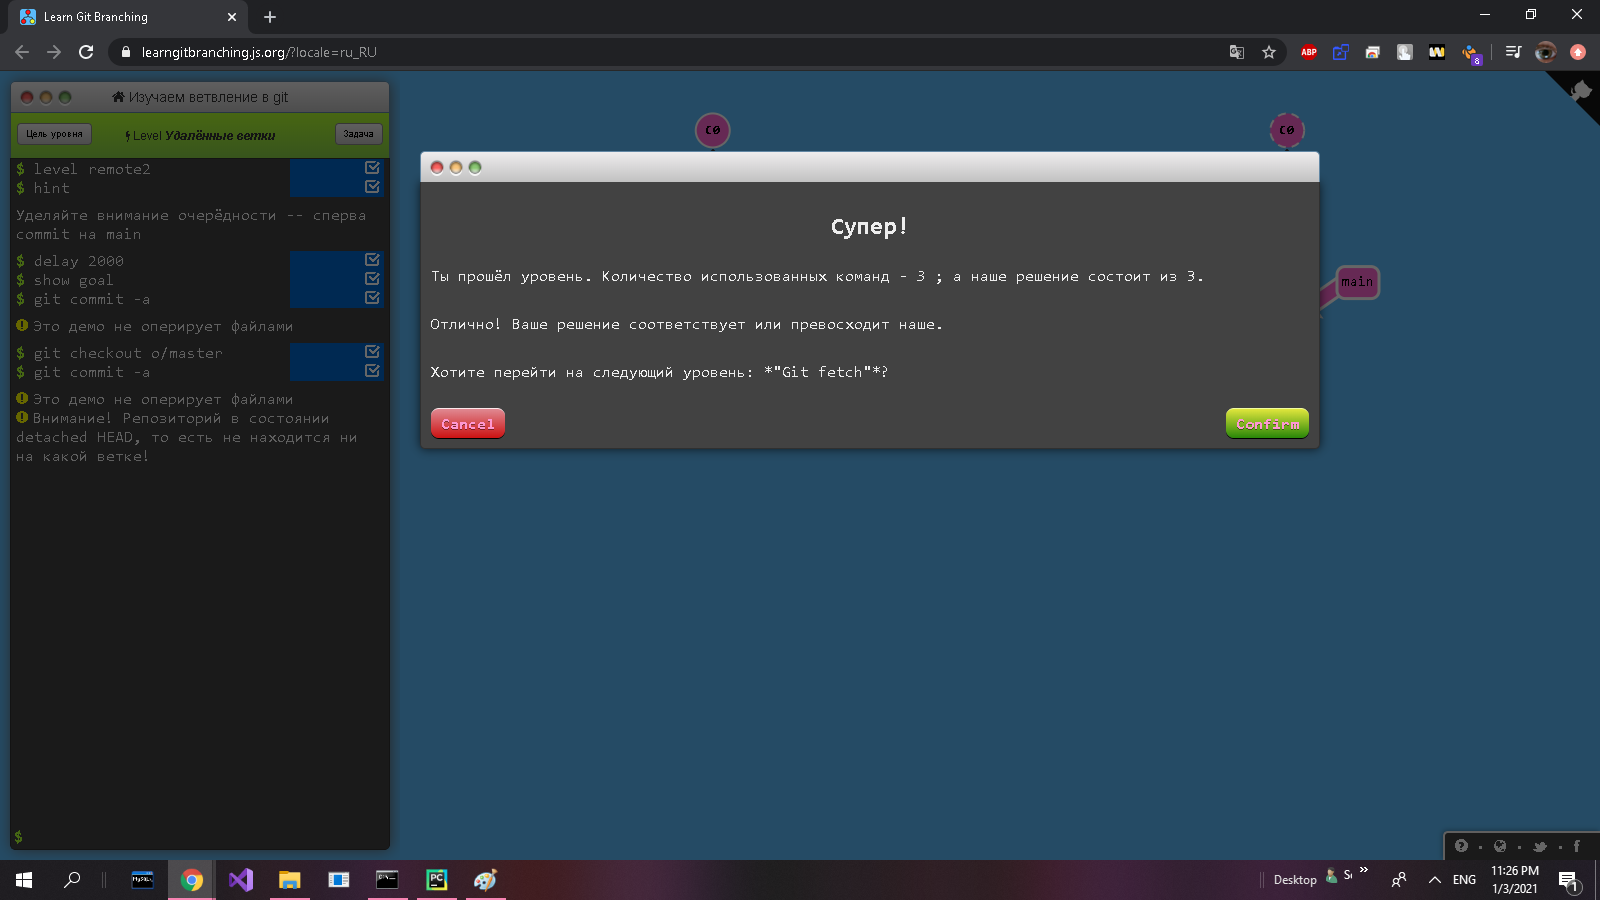 Learn Git Branching
learngitbranching.js.org/?locale=ru_RU
ABP
W
8
Изучаем ветвление в git
Цель уровня
Level Удалённые ветки
Задача
$ level remote2
$ hint
Уделяйте внимание очерёдности -- сперва
commit на main
$ delay 2000
$ show goal
$ git commit -a
Это демо не оперирует файлами
$ git checkout o/master
$ git commit -a
Это демо не оперирует файлами
Внимание! Репозиторий в состоянии
detached HEAD, то есть не находится ни
на какой ветке!
$
C0
C0
main
Супер!
Ты прошёл уровень. Количество использованных команд - 3 ; а наше решение состоит из 3.
Отлично! Ваше решение соответствует или превосходит наше.
Хотите перейти на следующий уровень: *"Git fetch"*?
Cancel
Confirm
MySQL
PC
Desktop
ENG
11:26 PM
1/3/2021
1